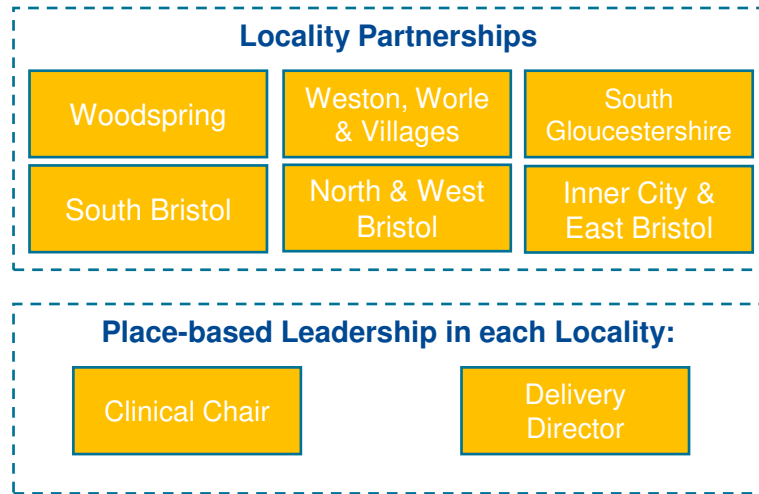 Locality Partnerships
Woodspring
Weston, Worle
& Villages
South
Gloucestershire
South Bristol
North & West
Bristol
Inner City &
East Bristol
Place-based Leadership in each Locality:
Clinical Chair
Delivery
Director